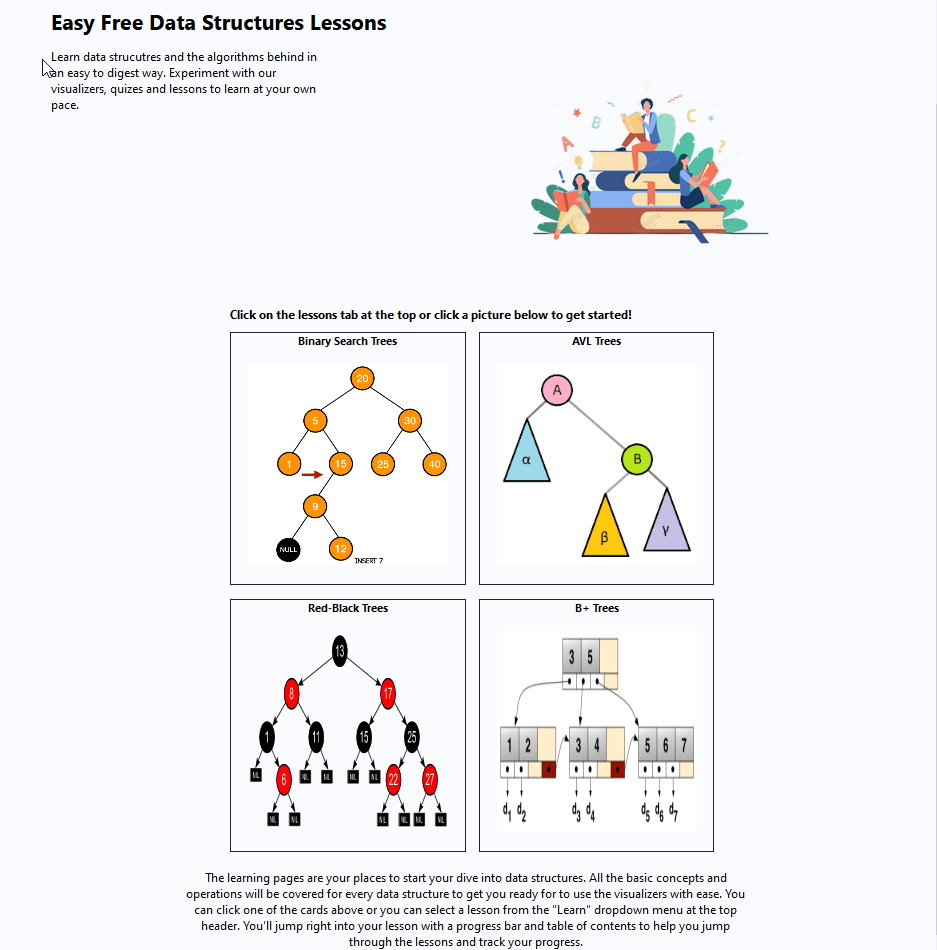 Easy Free Data Structures Lessons
Learn data strucutres and the algorithms behind in
an easy to digest way. Experiment with our
visualizers, quizes and lessons to learn at your own
pace.
A
B
C
?
!
Click on the lessons tab at the top or click a picture below to get started!
Binary Search Trees
20
5 30
1 15 25 40
9
NULL 12
INSERT 7
AVL Trees
A
α B
β γ
Red-Black Trees
13
8 17
1 11 15 25
NIL 6 NIL NIL NIL NIL 22 27
NIL NIL NIL NIL NIL NIL
B+ Trees
3 5
1 2 3 4 5 6 7
d1 d2 d3 d4 d5 d6 d7
The learning pages are your places to start your dive into data structures. All the basic concepts and
operations will be covered for every data structure to get you ready for to use the visualizers with ease. You
can click one of the cards above or you can select a lesson from the "Learn" dropdown menu at the top
header. You'll jump right into your lesson with a progress bar and table of contents to help you jump
through the lessons and track your progress.